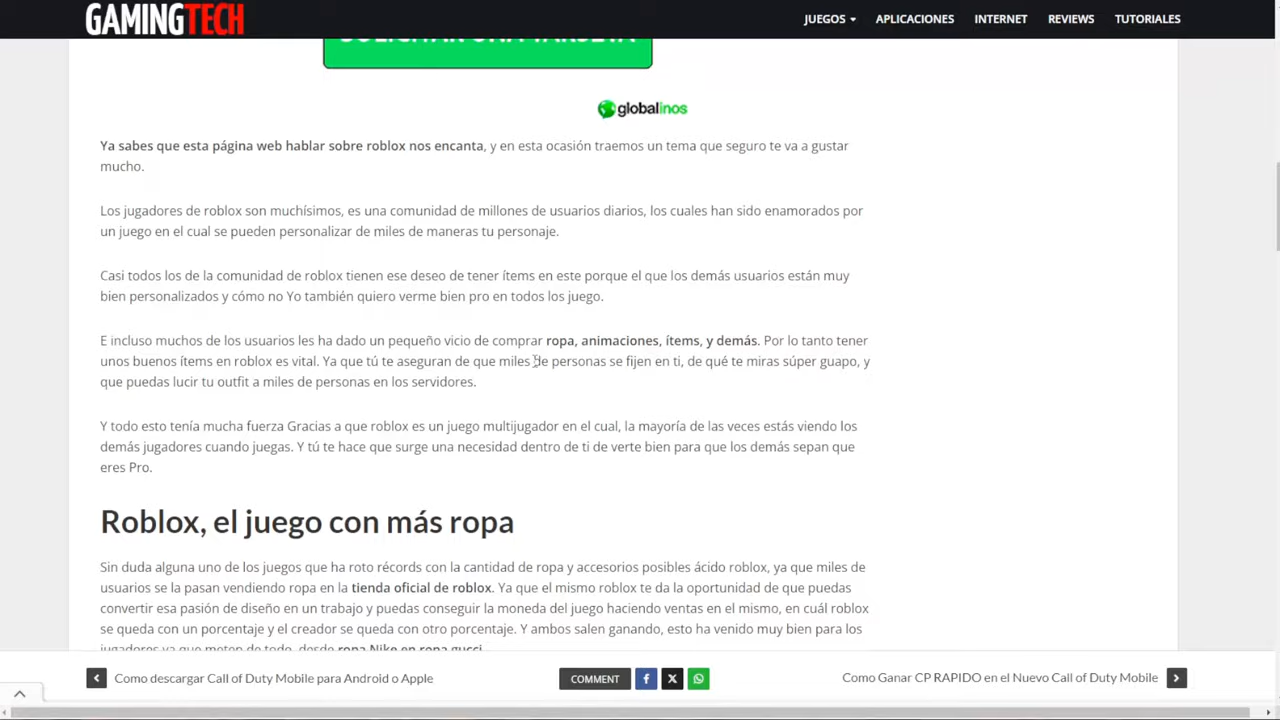 GAMINGTECH
JUEGOS
APLICACIONES
INTERNET
REVIEWS
TUTORIALES
SOLICITAR UNA TARJETA
globalinos
Ya sabes que esta página web hablar sobre roblox nos encanta, y en esta ocasión traemos un tema que seguro te va a gustar
mucho.
Los jugadores de roblox son muchísimos, es una comunidad de millones de usuarios diarios, los cuales han sido enamorados por
un juego en el cual se pueden personalizar de miles de maneras tu personaje.
Casi todos los de la comunidad de roblox tienen ese deseo de tener ítems en este porque el que los demás usuarios están muy
bien personalizados y cómo no Yo también quiero verme bien pro en todos los juego.
E incluso muchos de los usuarios les ha dado un pequeño vicio de comprar ropa, animaciones, ítems, y demás. Por lo tanto tener
unos buenos ítems en roblox es vital. Ya que tú te aseguran de que miles de personas se fijen en ti, de qué te miras súper guapo, y
que puedas lucir tu outfit a miles de personas en los servidores.
Y todo esto tenía mucha fuerza Gracias a que roblox es un juego multijugador en el cual, la mayoría de las veces estás viendo los
demás jugadores cuando juegas. Y tú te hace que surge una necesidad dentro de ti de verte bien para que los demás sepan que
eres Pro.
Roblox, el juego con más ropa
Sin duda alguna uno de los juegos que ha roto récords con la cantidad de ropa y accesorios posibles ácido roblox, ya que miles de
usuarios se la pasan vendiendo ropa en la tienda oficial de roblox. Ya que el mismo roblox te da la oportunidad de que puedas
convertir esa pasión de diseño en un trabajo y puedas conseguir la moneda del juego haciendo ventas en el mismo, en cuál roblox
se queda con un porcentaje y el creador se queda con otro porcentaje. Y ambos salen ganando, esto ha venido muy bien para los
jugadores ya que meten de todo, desde ropa Nike en ropa gucci.
Como descargar Call of Duty Mobile para Android o Apple
COMMENT
Como Ganar CP RAPIDO en el Nuevo Call of Duty Mobile